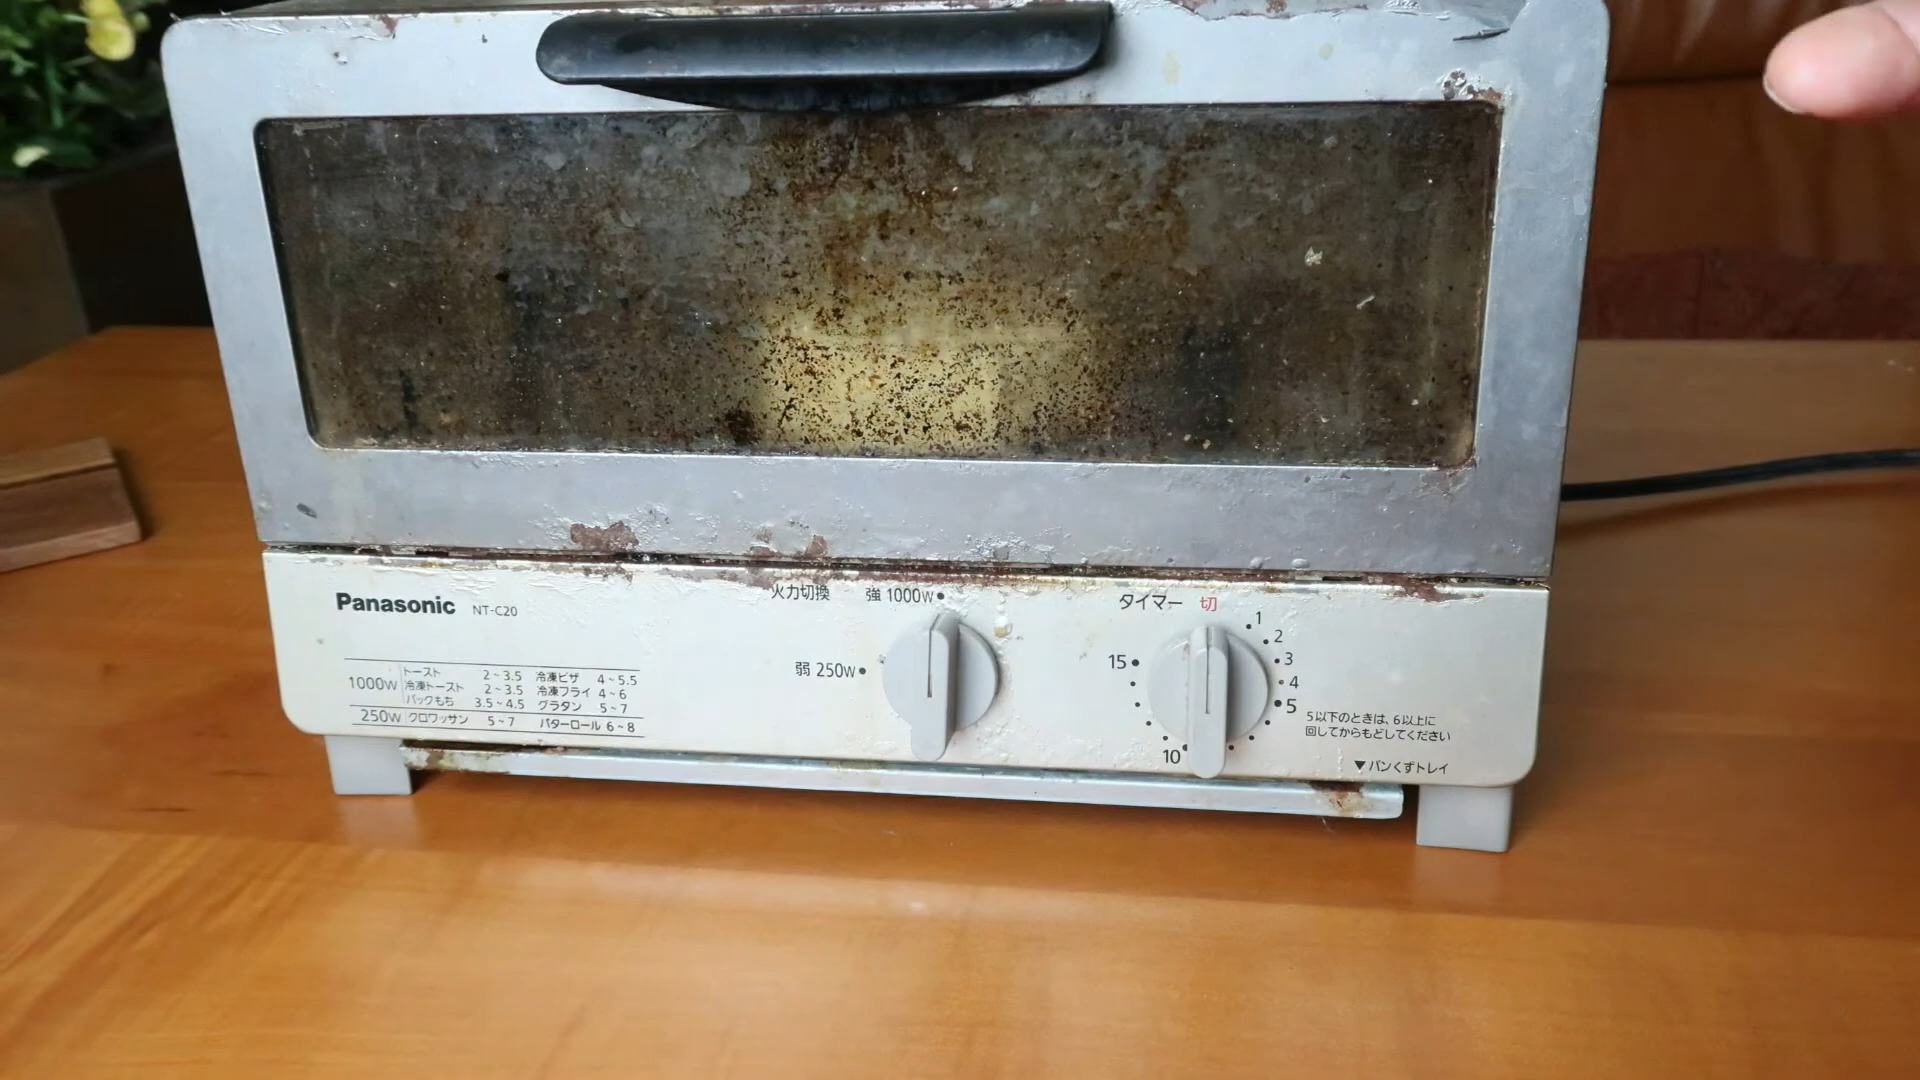 Panasonic NT-C20
火力切換 強 1000W
弱 250W
タイマー 切
1
2
3
4
5
10
15
1000W トースト 2~3.5 冷凍ピザ 4~5.5
冷凍トースト 2~3.5 冷凍フライ 4~6
パックもち 3.5~4.5 グラタン 5~7
250W クロワッサン 5~7 バターロール 6~8
5以下のときは、6以上に
回してからもどしてください
▼パンくずトレイ